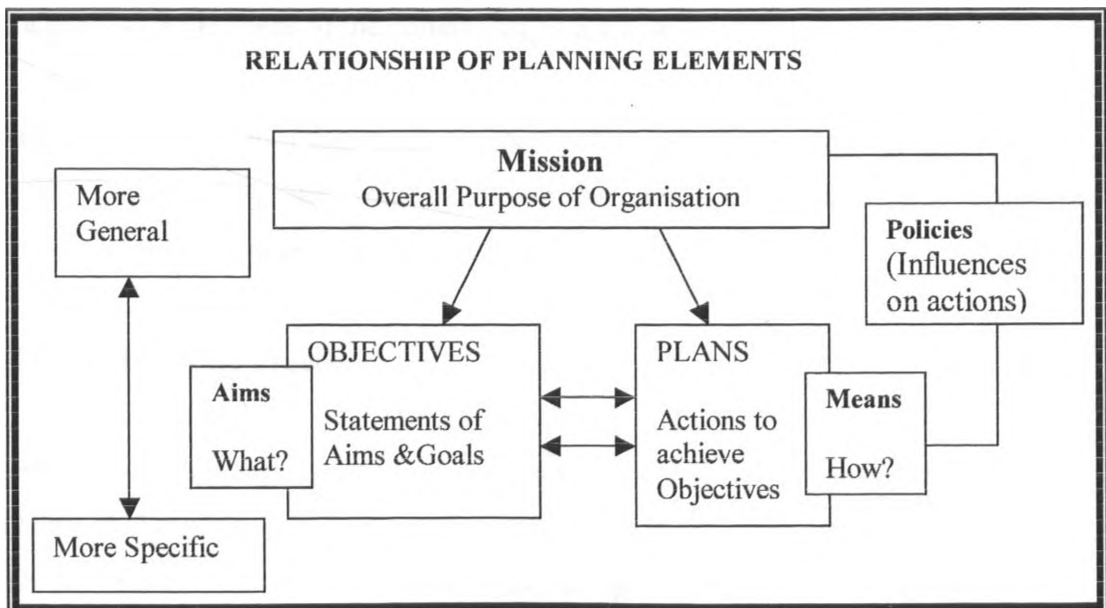 RELATIONSHIP OF PLANNING ELEMENTS
Mission
Overall Purpose of Organisation
More
General
Policies
(Influences
on actions)
OBJECTIVES
Statements of
Aims &Goals
Aims
What?
PLANS
Actions to
achieve
Objectives
Means
How?
More Specific